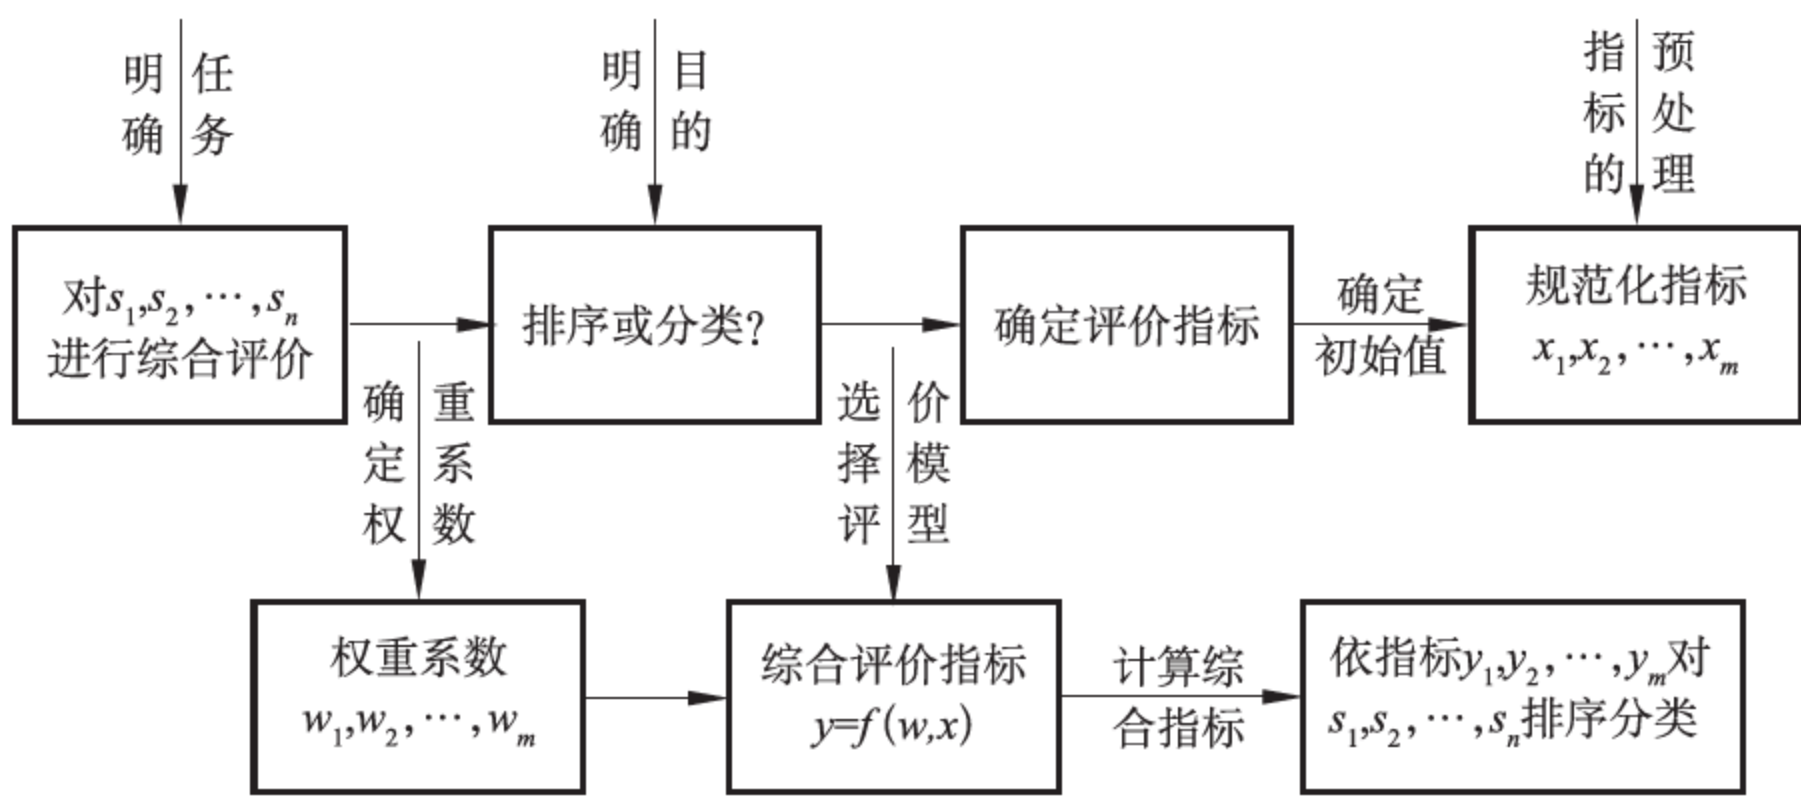 明确任务
明确目的
指标的预处理
对s₁,s₂,⋯,sₙ
进行综合评价
排序或分类?
确定评价指标
确定
初始值
规范化指标
x₁,x₂,⋯,xₘ
确定权重系数
选择评价模型
权重系数
w₁,w₂,⋯,wₘ
综合评价指标
y=f(w,x)
计算综
合指标
依指标y₁,y₂,⋯,yₘ对
s₁,s₂,⋯,sₙ排序分类